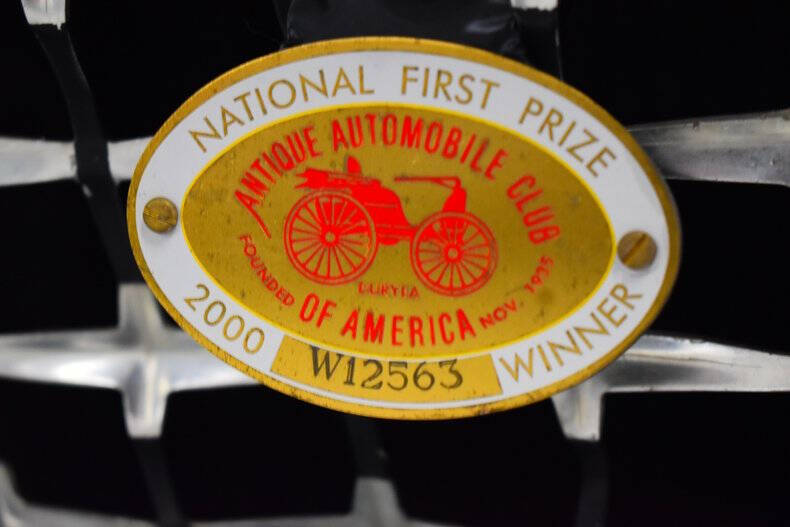 NATIONAL FIRST PRIZE
ANTIQUE AUTOMOBILE CLUB
DURYEA
FOUNDED
OF AMERICA
NOV. 1935
2000
W12563
WINNER